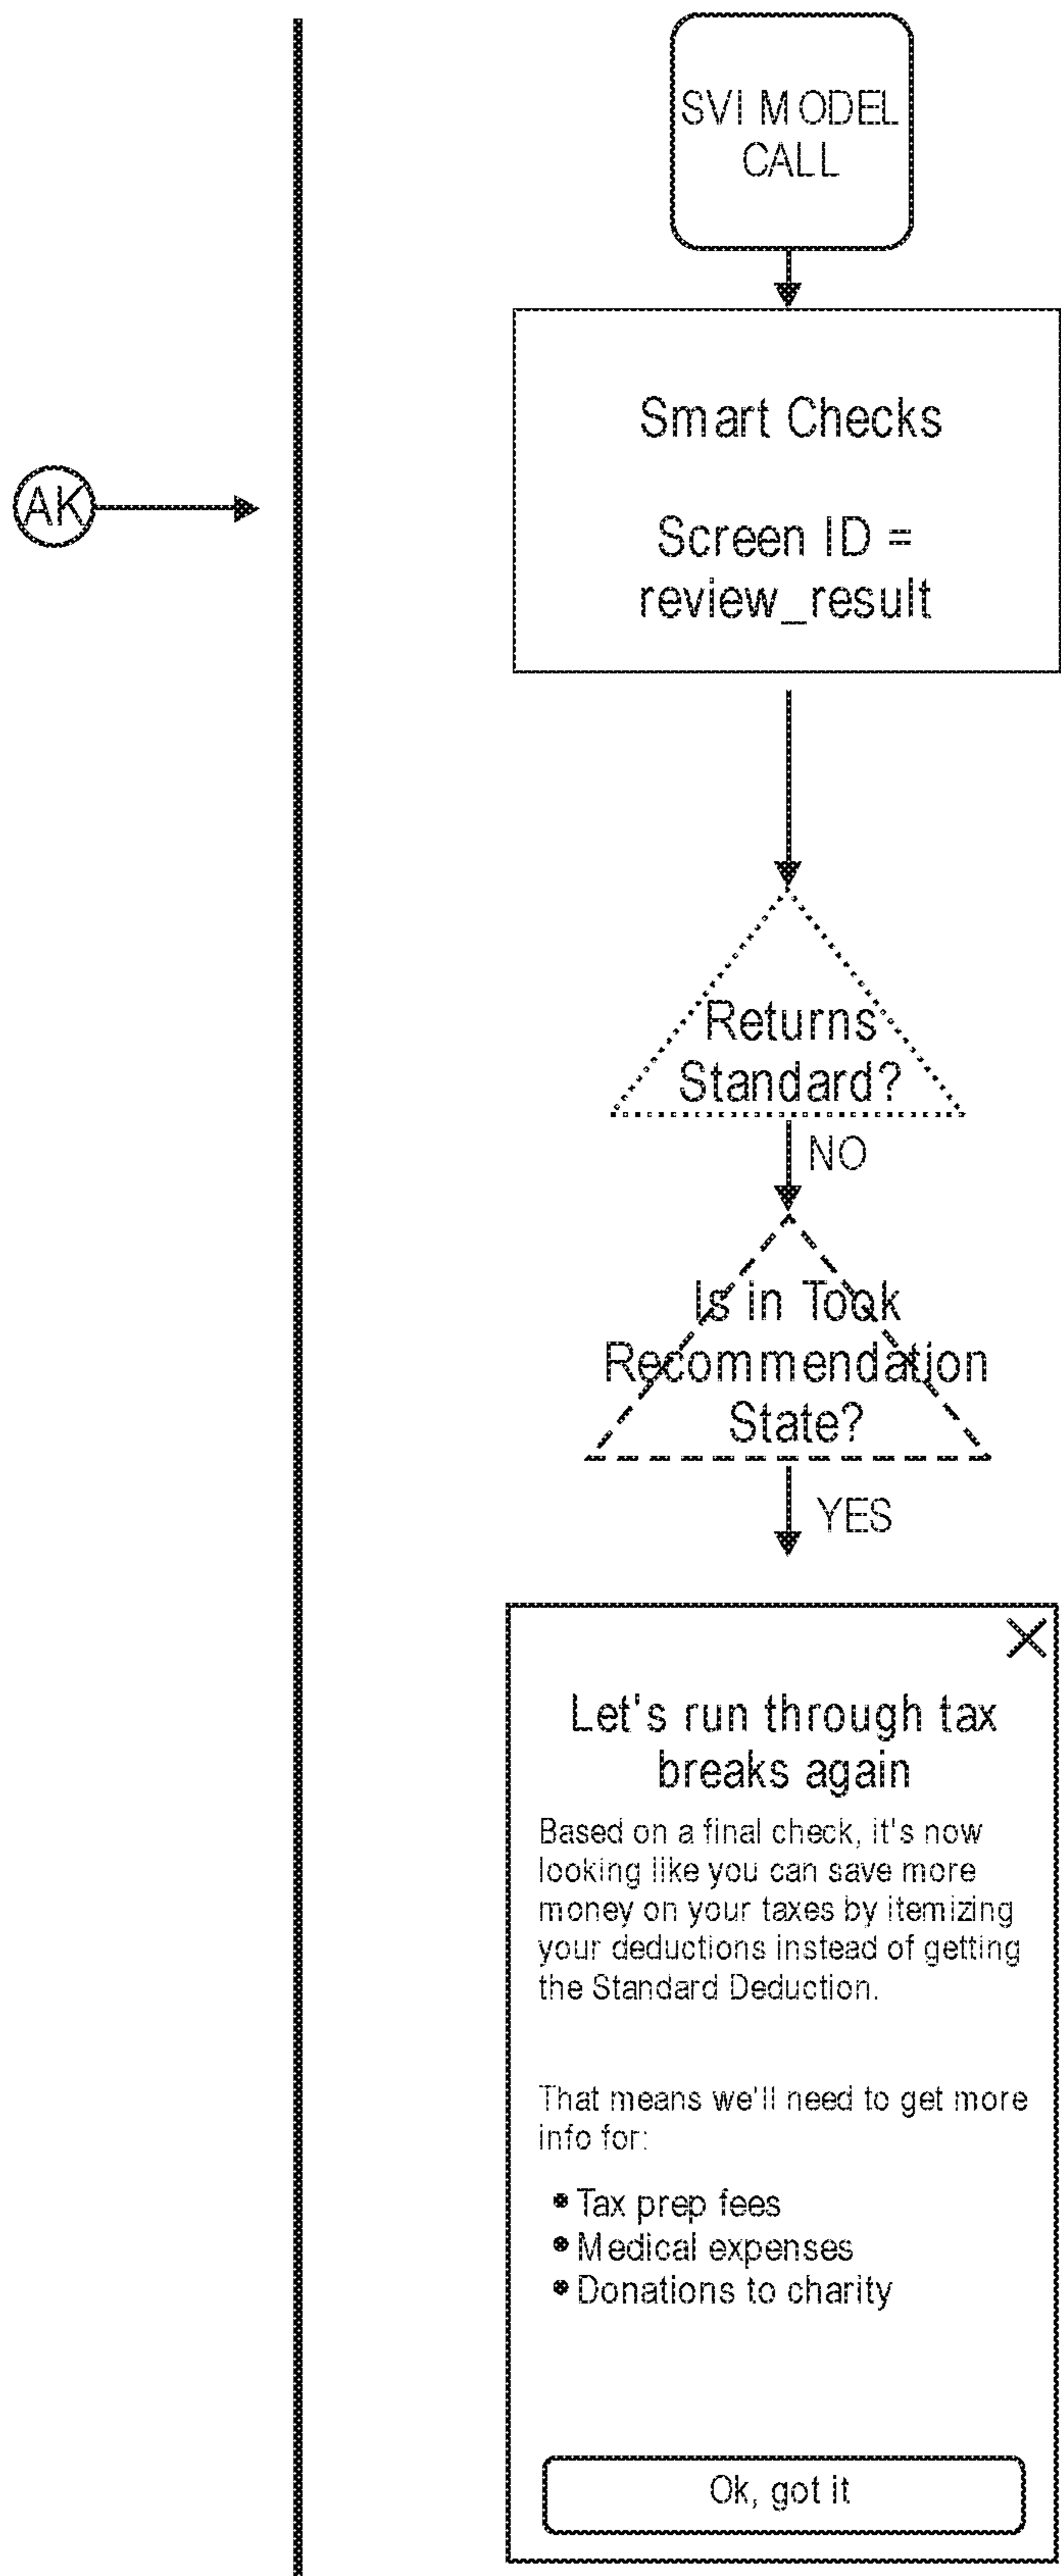 SVI MODEL
CALL
Smart Checks
Screen ID =
review_result
AK
Returns
Standard?
NO
Is in Took
Recommendation
State?
YES
Let's run through tax
breaks again
Based on a final check, it's now
looking like you can save more
money on your taxes by itemizing
your deductions instead of getting
the Standard Deduction.
That means we'll need to get more
info for:
• Tax prep fees
• Medical expenses
• Donations to charity
Ok, got it